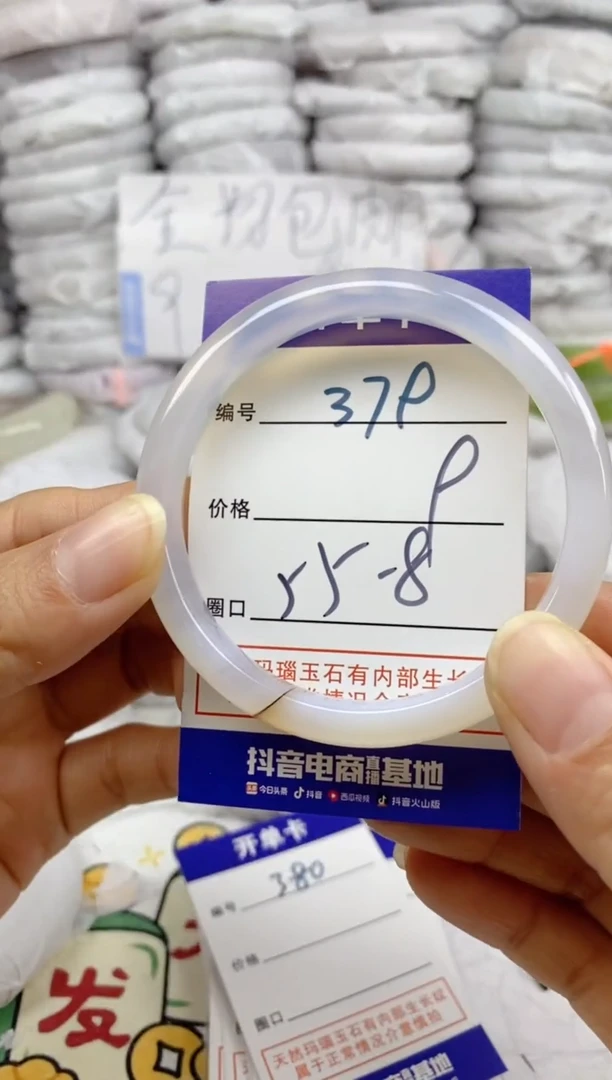 全场包邮
9
编号 379
价格 9
圈口 55-8
玛瑙玉石有内部生长
抖音电商直播基地
今日头条 抖音 西瓜视频 抖音火山版
开单卡
编号 380
价格
圈口
天然玛瑙玉石有内部生长纹
属于正常情况介意慎拍
基地
发